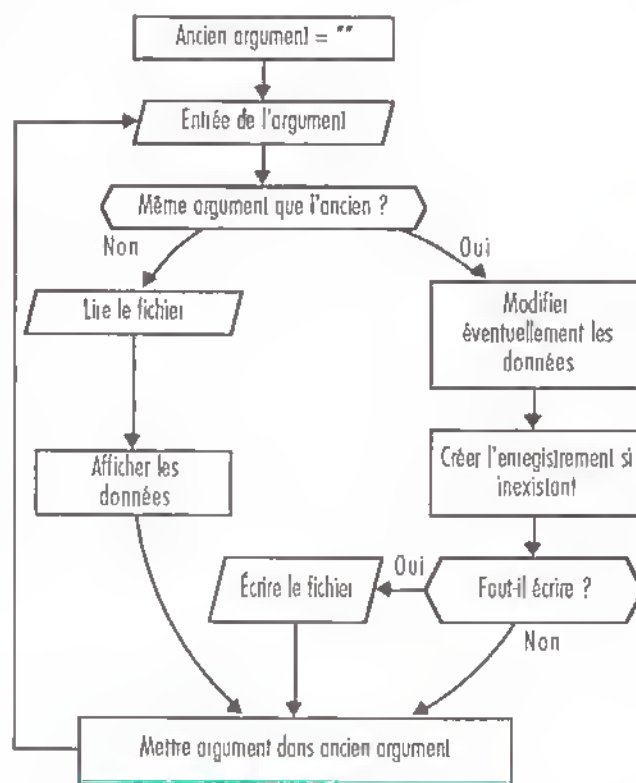 Ancien argument = ""
Entrée de l'argument
Même argument que l'ancien ?
Non
Oui
Lire le fichier
Modifier
éventuellement les
données
Afficher les
données
Créer l'enregistrement si
inexistant
Écrire le fichier
Oui
Faut-il écrire ?
Non
Mettre argument dans ancien argument